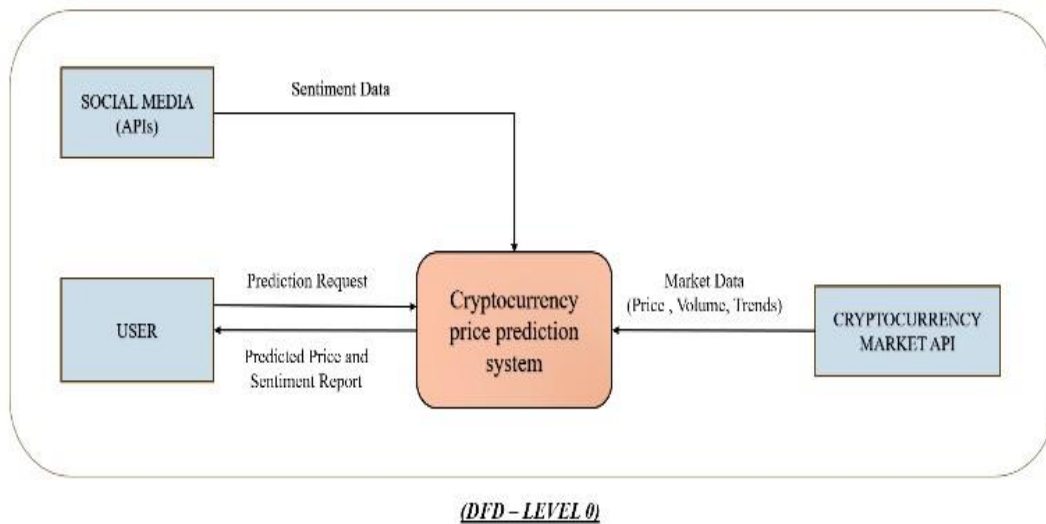 SOCIAL MEDIA
(APIs)
Sentiment Data
USER
Prediction Request
Predicted Price and
Sentiment Report
Cryptocurrency
price prediction
system
Market Data
(Price , Volume, Trends)
CRYPTOCURRENCY
MARKET API
(DFD – LEVEL 0)